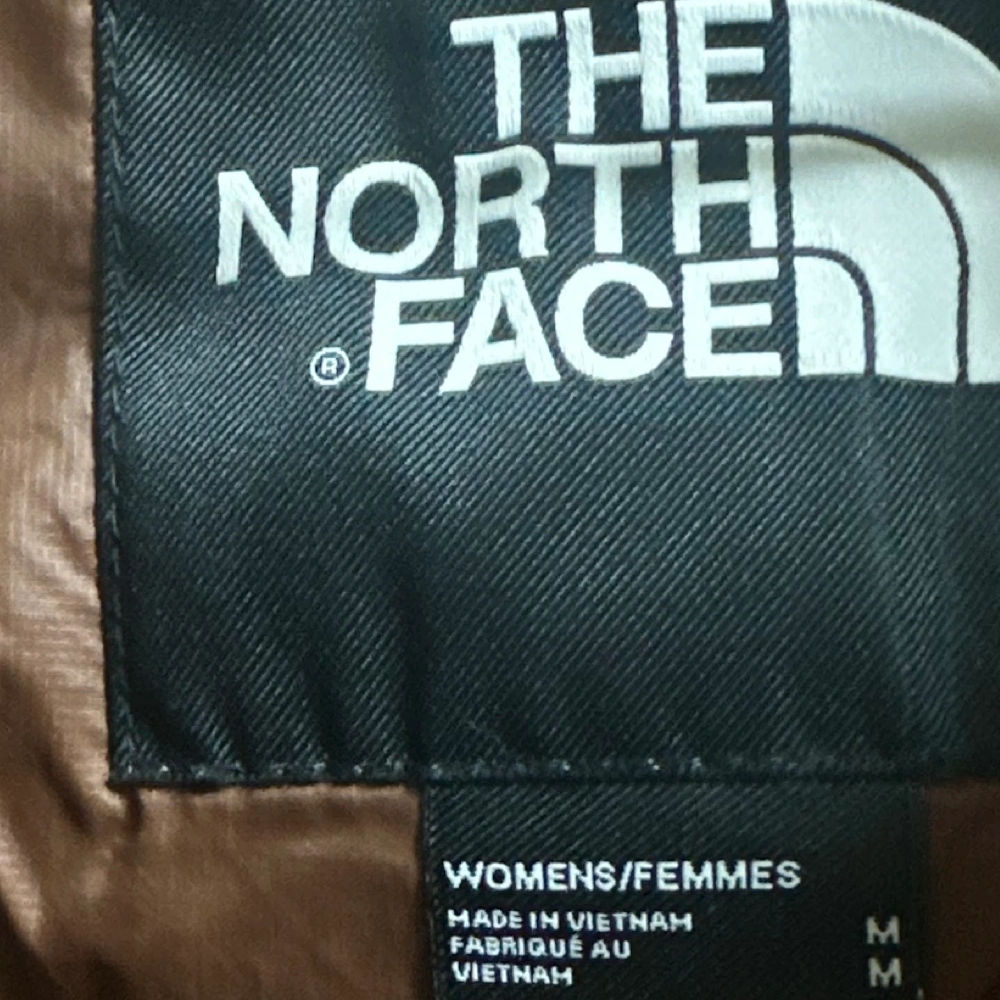 THE
NORTH
® FACE
WOMENS/FEMMES
MADE IN VIETNAM M
FABRIQUÉ AU
VIETNAM M